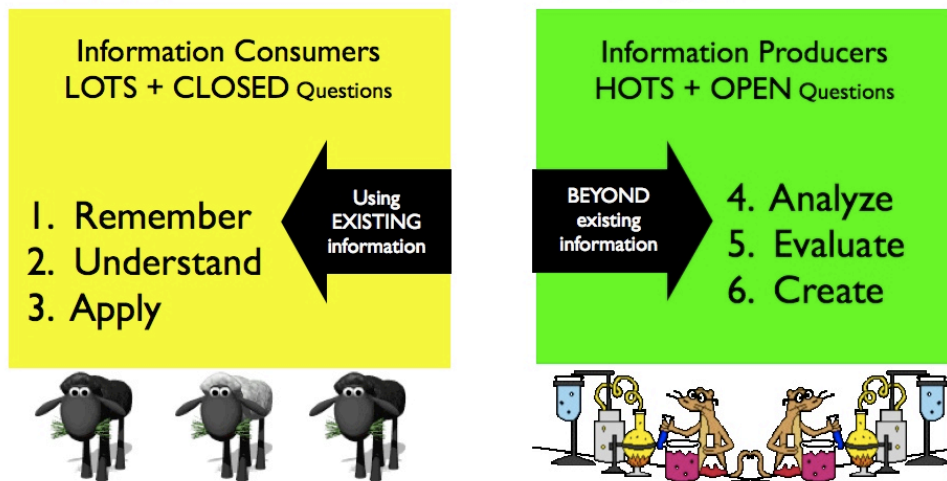 Information Consumers
LOTS + CLOSED Questions
Using
EXISTING
information
1. Remember
2. Understand
3. Apply
Information Producers
HOTS + OPEN Questions
BEYOND
existing
information
4. Analyze
5. Evaluate
6. Create